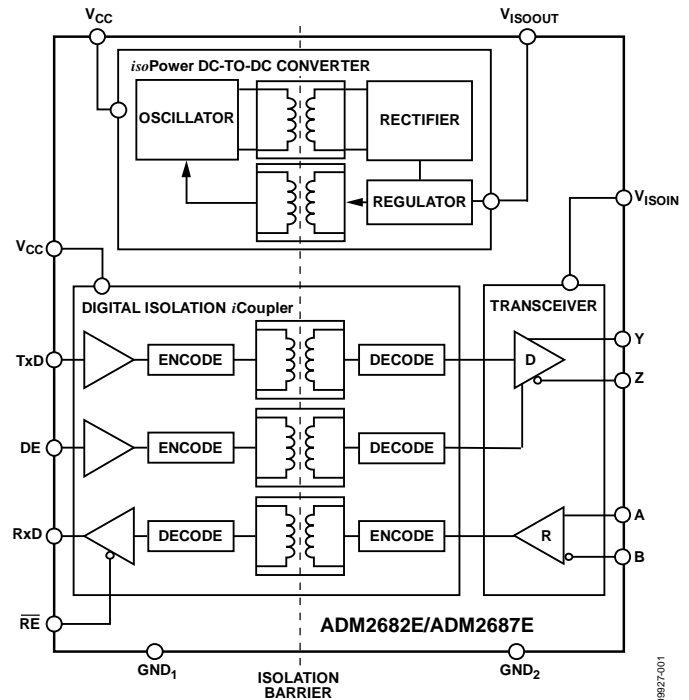 VCC
VISOOUT
isoPower DC-TO-DC CONVERTER
OSCILLATOR
RECTIFIER
REGULATOR
VISOIN
VCC
DIGITAL ISOLATION iCoupler
TRANSCEIVER
TxD
ENCODE
DECODE
D
Y
Z
DE
ENCODE
DECODE
RxD
DECODE
ENCODE
R
A
B
RE
ADM2682E/ADM2687E
GND1
ISOLATION
BARRIER
GND2
09927-001